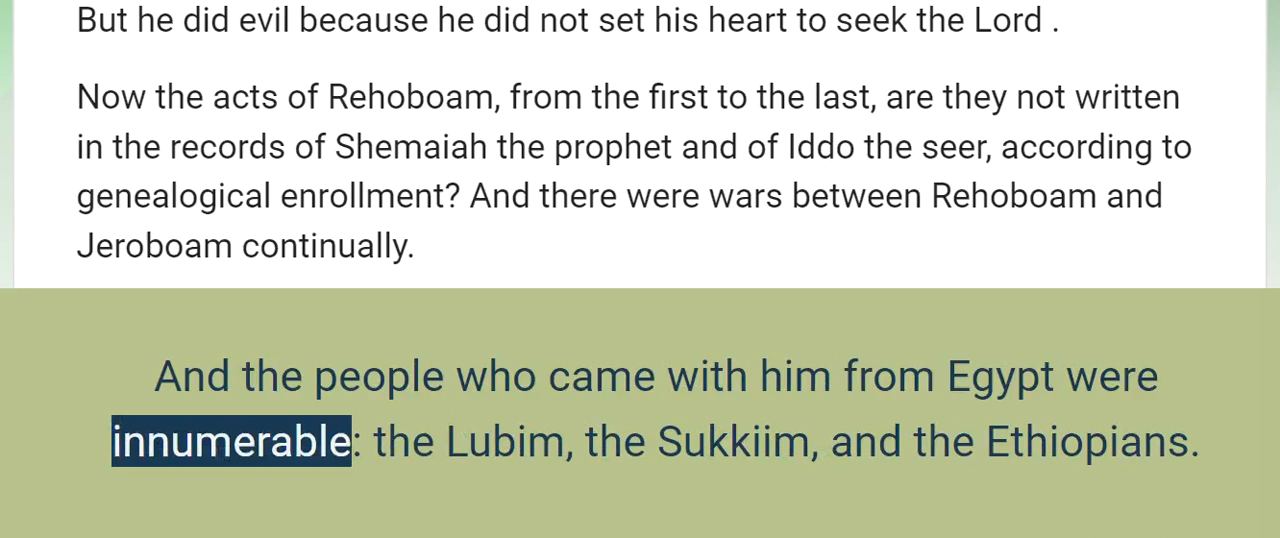 But he did evil because he did not set his heart to seek the Lord .
Now the acts of Rehoboam, from the first to the last, are they not written
in the records of Shemaiah the prophet and of Iddo the seer, according to
genealogical enrollment? And there were wars between Rehoboam and
Jeroboam continually.
And the people who came with him from Egypt were
innumerable: the Lubim, the Sukkiim, and the Ethiopians.